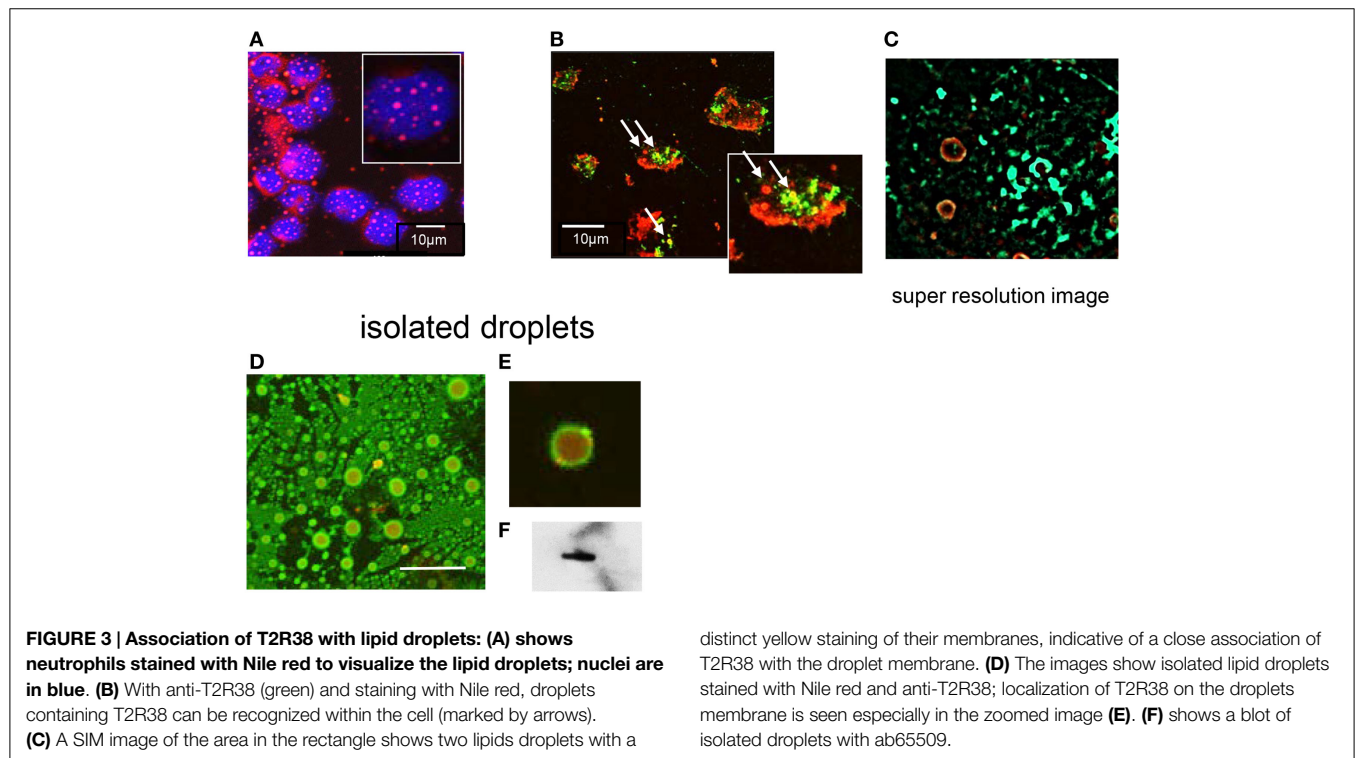 A
B
C
10µm
10µm
super resolution image
isolated droplets
D
E
F
FIGURE 3 | Association of T2R38 with lipid droplets: (A) shows
neutrophils stained with Nile red to visualize the lipid droplets; nuclei are
in blue. (B) With anti-T2R38 (green) and staining with Nile red, droplets
containing T2R38 can be recognized within the cell (marked by arrows).
(C) A SIM image of the area in the rectangle shows two lipids droplets with a
distinct yellow staining of their membranes, indicative of a close association of
T2R38 with the droplet membrane. (D) The images show isolated lipid droplets
stained with Nile red and anti-T2R38; localization of T2R38 on the droplets
membrane is seen especially in the zoomed image (E). (F) shows a blot of
isolated droplets with ab65509.